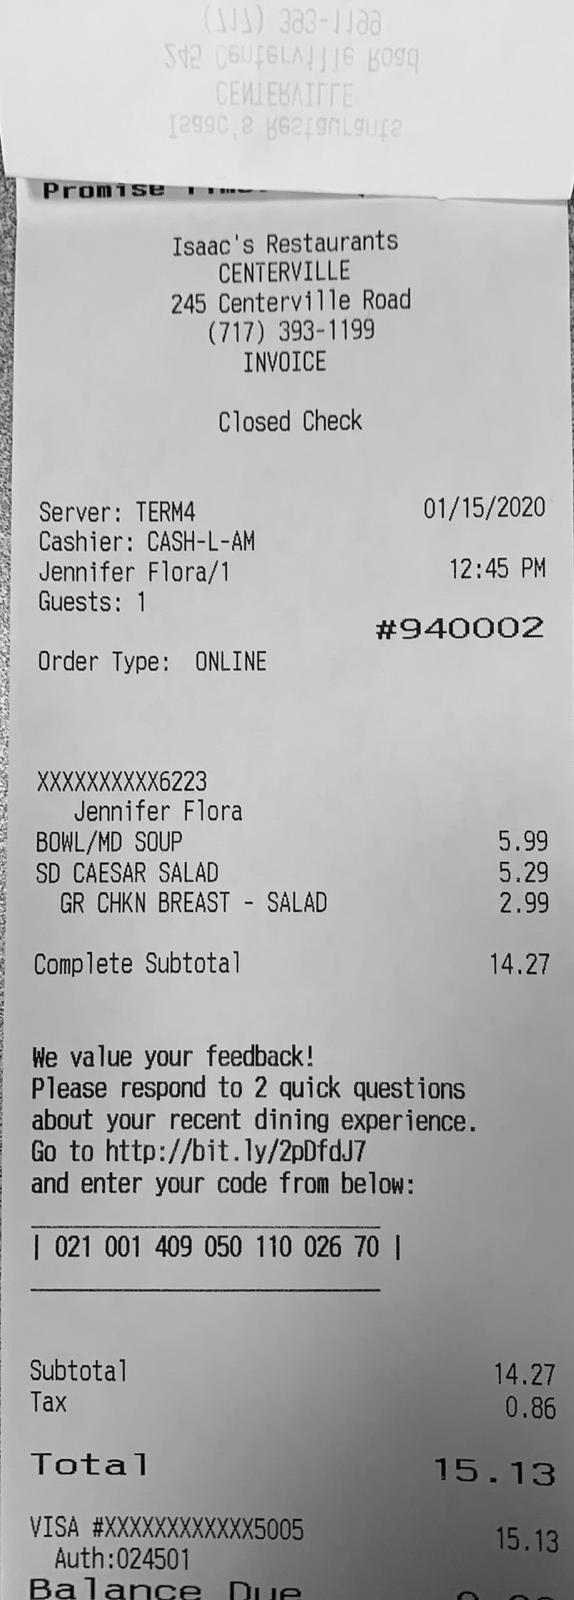 (717) 393-1199
245 Centerville Road
CENTERVILLE
Isaac's Restaurants
Promise
Isaac's Restaurants
CENTERVILLE
245 Centerville Road
(717) 393-1199
INVOICE
Closed Check
Server: TERM4 01/15/2020
Cashier: CASH-L-AM
Jennifer Flora/1 12:45 PM
Guests: 1
#940002
Order Type: ONLINE
XXXXXXXXXX6223
Jennifer Flora
BOWL/MD SOUP 5.99
SD CAESAR SALAD 5.29
GR CHKN BREAST - SALAD 2.99
Complete Subtotal 14.27
We value your feedback!
Please respond to 2 quick questions
about your recent dining experience.
Go to http://bit.ly/2pDfdJ7
and enter your code from below:
| 021 001 409 050 110 026 70 |
Subtotal 14.27
Tax 0.86
Total 15.13
VISA #XXXXXXXXXXXX5005 15.13
Auth:024501
Balance Due